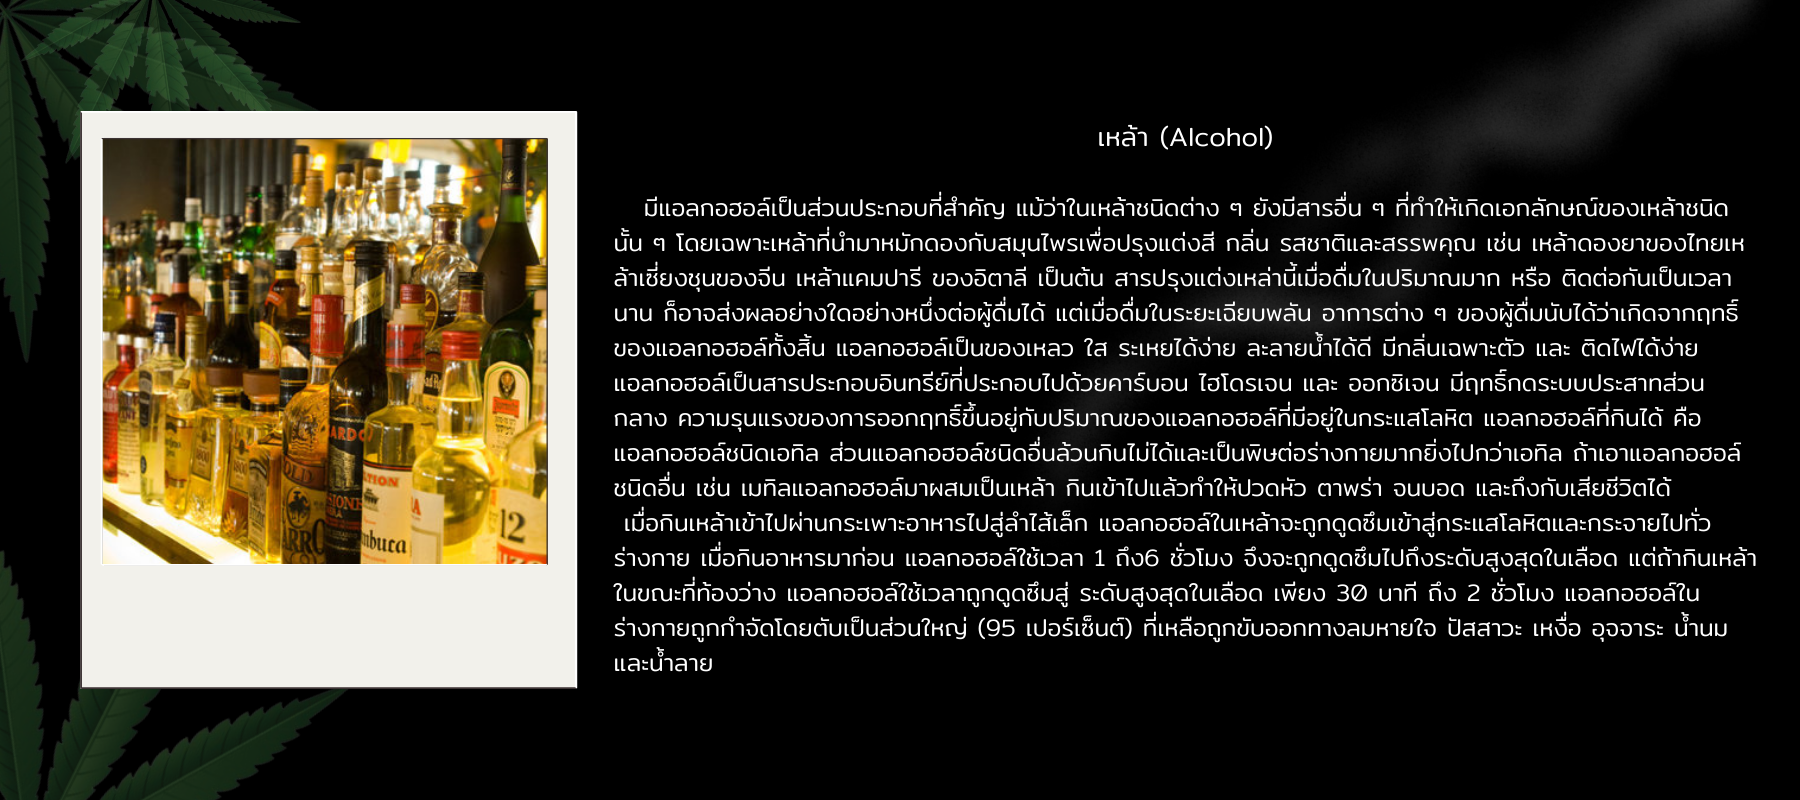 เหล้า (Alcohol)
มีแอลกอฮอล์เป็นส่วนประกอบที่สำคัญ แม้ว่าในเหล้าชนิดต่าง ๆ ยังมีสารอื่น ๆ ที่ทำให้เกิดเอกลักษณ์ของเหล้าชนิด
นั้น ๆ โดยเฉพาะเหล้าที่นำมาหมักดองกับสมุนไพรเพื่อปรุงแต่งสี กลิ่น รสชาติและสรรพคุณ เช่น เหล้าดองยาของไทยเห
ล้าเซี่ยงชุนของจีน เหล้าแคมปารี ของอิตาลี เป็นต้น สารปรุงแต่งเหล่านี้เมื่อดื่มในปริมาณมาก หรือ ติดต่อกันเป็นเวลา
นาน ก็อาจส่งผลอย่างใดอย่างหนึ่งต่อผู้ดื่มได้ แต่เมื่อดื่มในระยะเฉียบพลัน อาการต่าง ๆ ของผู้ดื่มนับได้ว่าเกิดจากฤทธิ์
ของแอลกอฮอล์ทั้งสิ้น แอลกอฮอล์เป็นของเหลว ใส ระเหยได้ง่าย ละลายน้ำได้ดี มีกลิ่นเฉพาะตัว และ ติดไฟได้ง่าย
แอลกอฮอล์เป็นสารประกอบอินทรีย์ที่ประกอบไปด้วยคาร์บอน ไฮโดรเจน และ ออกซิเจน มีฤทธิ์กดระบบประสาทส่วน
กลาง ความรุนแรงของการออกฤทธิ์ขึ้นอยู่กับปริมาณของแอลกอฮอล์ที่มีอยู่ในกระแสโลหิต แอลกอฮอล์ที่กินได้ คือ
แอลกอฮอล์ชนิดเอทิล ส่วนแอลกอฮอล์ชนิดอื่นล้วนกินไม่ได้และเป็นพิษต่อร่างกายมากยิ่งไปกว่าเอทิล ถ้าเอาแอลกอฮอล์
ชนิดอื่น เช่น เมทิลแอลกอฮอล์มาผสมเป็นเหล้า กินเข้าไปแล้วทำให้ปวดหัว ตาพร่า จนบอด และถึงกับเสียชีวิตได้
เมื่อกินเหล้าเข้าไปผ่านกระเพาะอาหารไปสู่ลำไส้เล็ก แอลกอฮอล์ในเหล้าจะถูกดูดซึมเข้าสู่กระแสโลหิตและกระจายไปทั่ว
ร่างกาย เมื่อกินอาหารมาก่อน แอลกอฮอล์ใช้เวลา 1 ถึง6 ชั่วโมง จึงจะถูกดูดซึมไปถึงระดับสูงสุดในเลือด แต่ถ้ากินเหล้า
ในขณะที่ท้องว่าง แอลกอฮอล์ใช้เวลาถูกดูดซึมสู่ ระดับสูงสุดในเลือด เพียง 30 นาที ถึง 2 ชั่วโมง แอลกอฮอล์ใน
ร่างกายถูกกำจัดโดยตับเป็นส่วนใหญ่ (95 เปอร์เซ็นต์) ที่เหลือถูกขับออกทางลมหายใจ ปัสสาวะ เหงื่อ อุจจาระ น้ำนม
และน้ำลาย